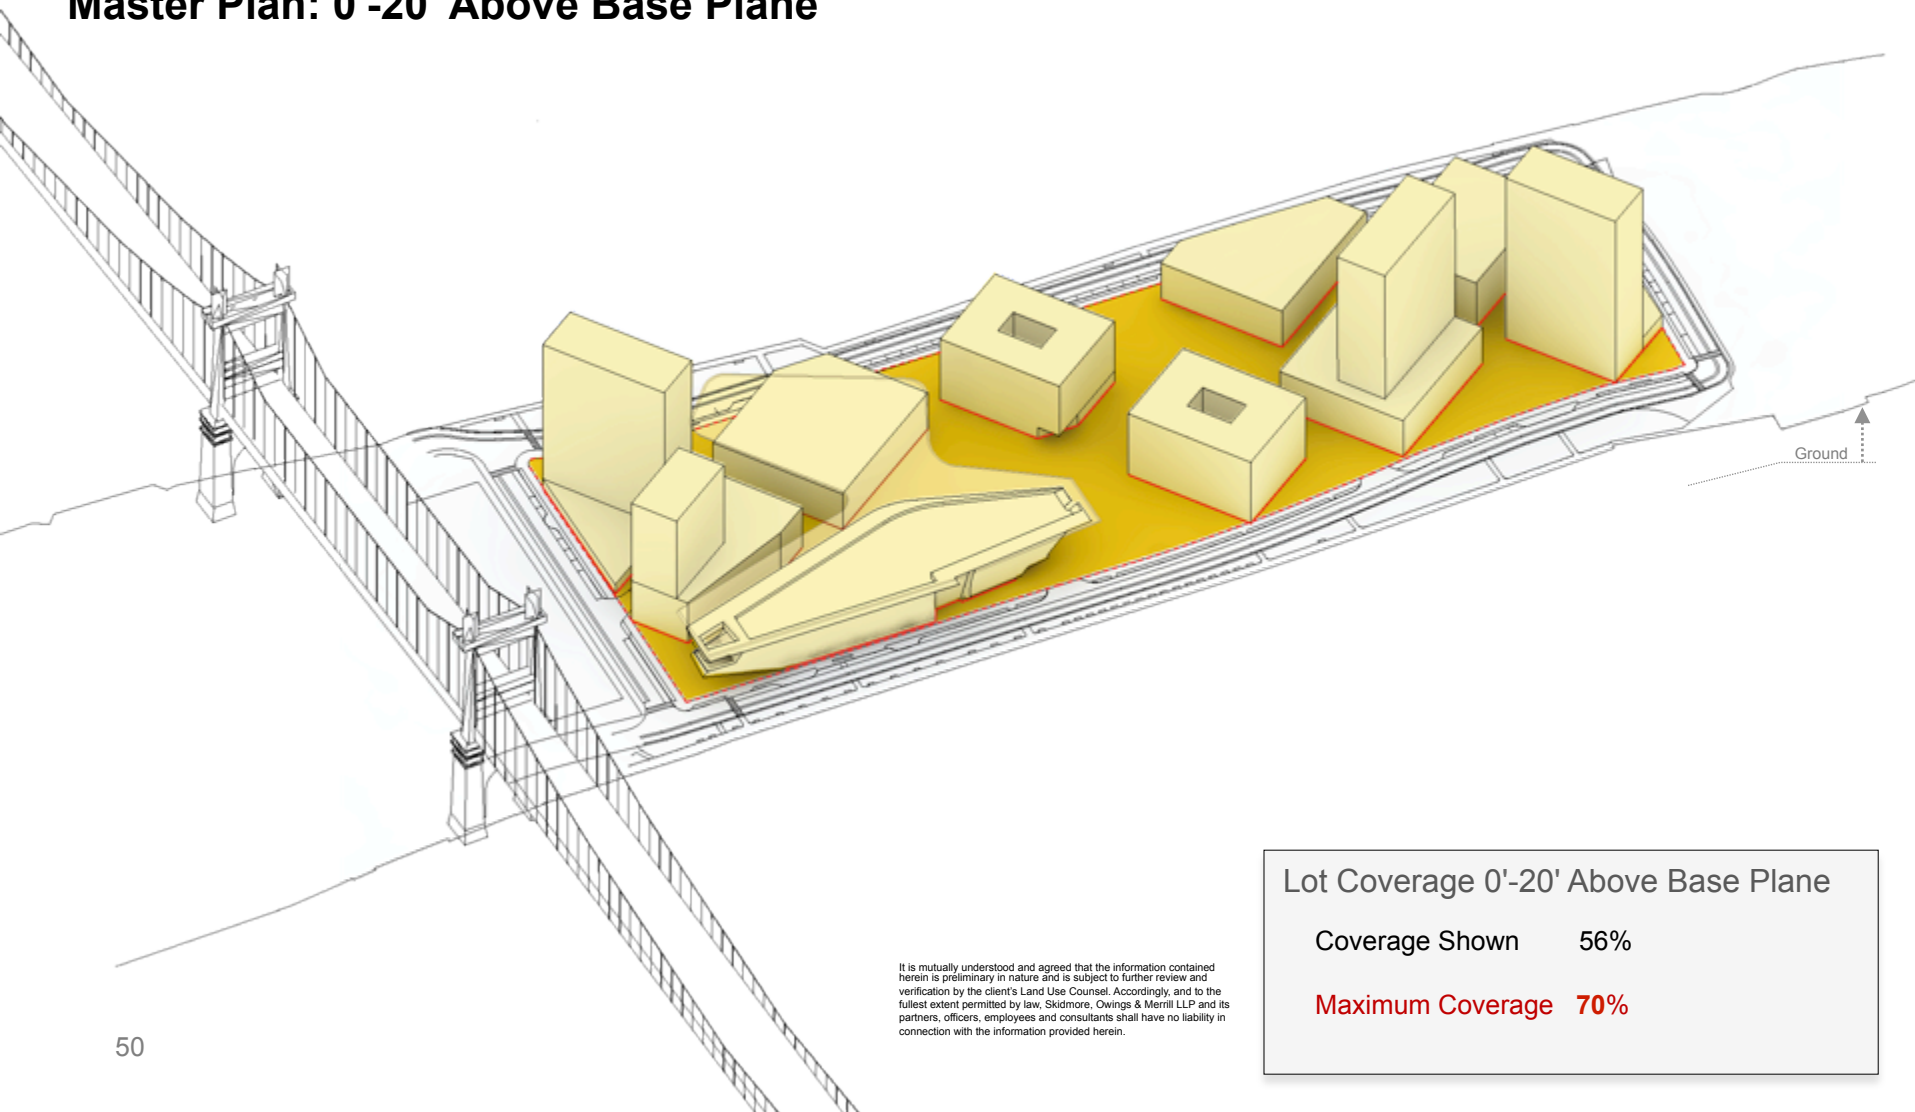 Master Plan: 0'-20' Above Base Plane
Ground
Lot Coverage 0'-20' Above Base Plane
Coverage Shown 56%
Maximum Coverage 70%
It is mutually understood and agreed that the information contained
herein is preliminary in nature and is subject to further review and
verification by the client's Land Use Counsel. Accordingly, and to the
fullest extent permitted by law, Skidmore, Owings & Merrill LLP and its
partners, officers, employees and consultants shall have no liability in
connection with the information provided herein.
50